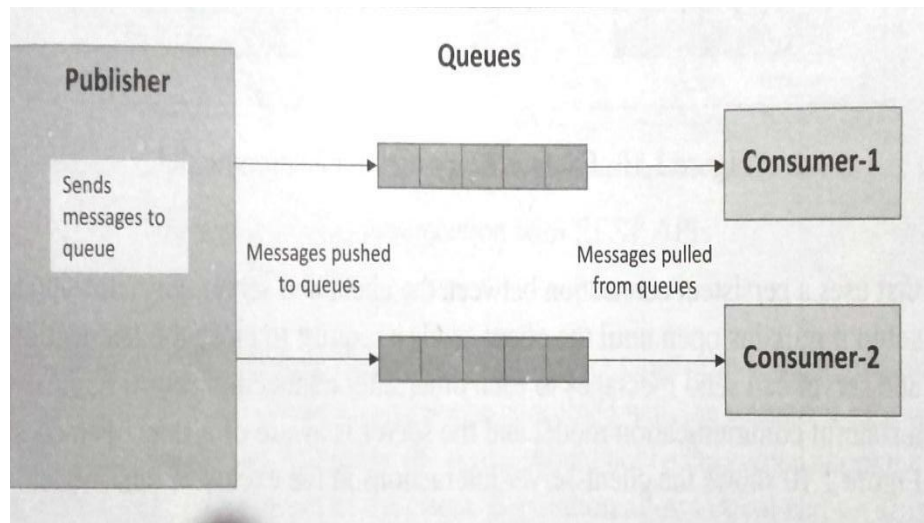 Publisher
Queues
Sends
messages to
queue
Consumer-1
Messages pushed
to queues
Messages pulled
from queues
Consumer-2